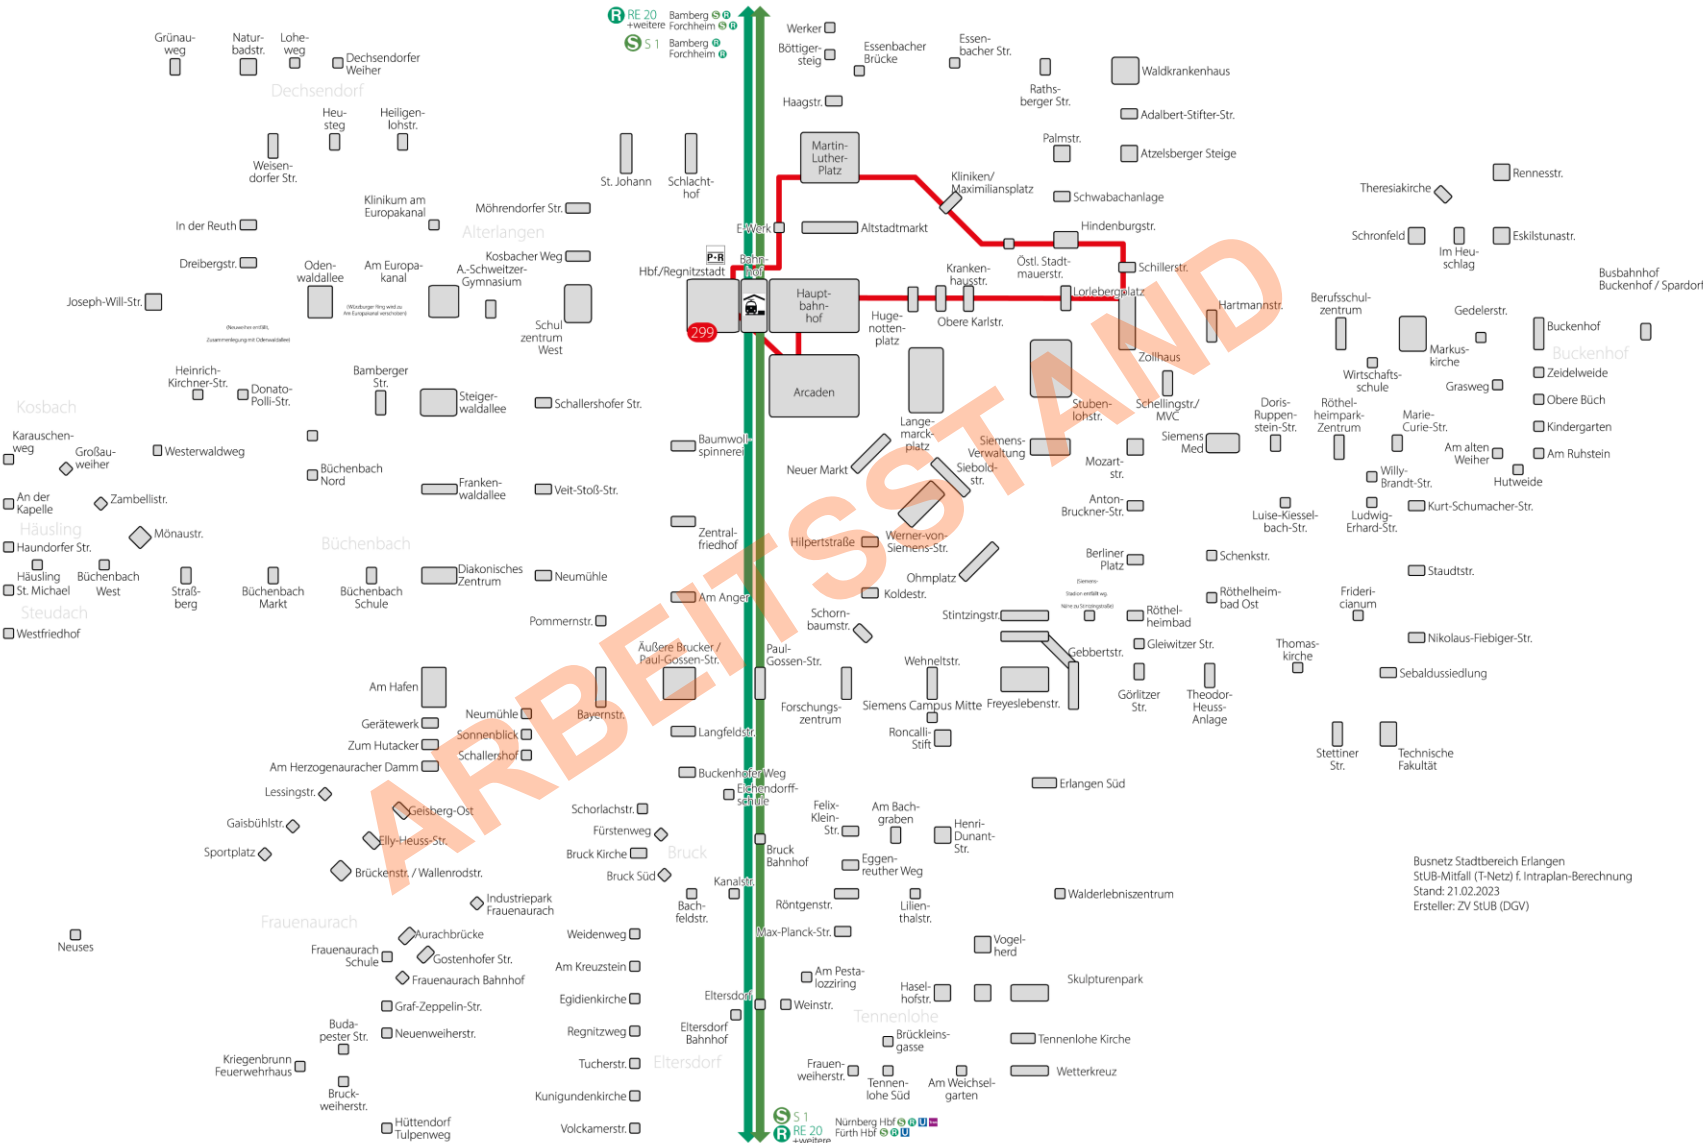 RE 20
+weitere
Bamberg
Forchheim
S 1
Bamberg
Forchheim
Grünau-
weg
Natur-
badstr.
Lohe-
weg
Dechsendorfer
Weiher
Dechsendorf
Werker
Böttiger-
steig
Essenbacher
Brücke
Essen-
bacher Str.
Waldkrankenhaus
Raths-
berger Str.
Haagstr.
Adalbert-Stifter-Str.
Heu-
steg
Heiligen-
lohstr.
Weisen-
dorfer Str.
St. Johann
Schlacht-
hof
Martin-
Luther-
Platz
Palmstr.
Atzelsberger Steige
Kliniken/
Maximiliansplatz
Schwabachanlage
Theresiakirche
Rennesstr.
Klinikum am
Europakanal
Möhrendorfer Str.
In der Reuth
Alterlangen
E-Werk
Altstadtmarkt
Hindenburgstr.
Schronfeld
Im Heu-
schlag
Eskilstunastr.
Dreibergstr.
Oden-
waldallee
Am Europa-
kanal
A.-Schweitzer-
Gymnasium
Kosbacher Weg
P+R
Bahn-
hof
Hbf/Regnitzstadt
Östl. Stadt-
mauerstr.
Schillerstr.
Joseph-Will-Str.
Schul
zentrum
West
Haupt-
bahn-
hof
299
Kranken-
hausstr.
Huge-
notten-
platz
Obere Karlstr.
Lorlebergplatz
Zollhaus
Hartmannstr.
Berufsschul-
zentrum
Gedelerstr.
Busbahnhof
Buckenhof / Spardorf
Markus-
kirche
Buckenhof
Buckenhof
(Würzburger Ring wird zu
Am Europakanal verschoben)
(Neuweiher entfällt,
Zusammenlegung mit Odenwaldallee)
Heinrich-
Kirchner-Str.
Donato-
Polli-Str.
Bamberger
Str.
Steiger-
waldallee
Schallershofer Str.
Arcaden
Lange-
marck-
platz
Stuben-
lohstr.
Schellingstr./
MVC
Wirtschafts-
schule
Grasweg
Zeidelweide
Obere Büch
Kindergarten
Am Ruhstein
Kosbach
Karauschen-
weg
Großau-
weiher
Westerwaldweg
Büchenbach
Nord
Baumwoll-
spinnerei
Neuer Markt
Siebold-
str.
Siemens-
Verwaltung
Mozart-
str.
Siemens
Med
Doris-
Ruppen-
stein-Str.
Röthel-
heimpark-
Zentrum
Marie-
Curie-Str.
Am alten
Weiher
Hutweide
Willy-
Brandt-Str.
An der
Kapelle
Zambellistr.
Franken-
waldallee
Veit-Stoß-Str.
Anton-
Bruckner-Str.
Luise-Kiessel-
bach-Str.
Ludwig-
Erhard-Str.
Kurt-Schumacher-Str.
Häusling
Haundorfer Str.
Mönaustr.
Büchenbach
Zentral-
friedhof
Hilpertstraße
Werner-von-
Siemens-Str.
Ohmplatz
Berliner
Platz
Schenkstr.
Häusling
St. Michael
Büchenbach
West
Straß-
berg
Büchenbach
Markt
Büchenbach
Schule
Diakonisches
Zentrum
Neumühle
Am Anger
Koldestr.
(Siemens-
Stadion entfällt wg.
Nähe zu Stintzingstraße)
Röthelheim-
bad Ost
Staudtstr.
Steudach
Westfriedhof
Pommernstr.
Schorn-
baumstr.
Stintzingstr.
Röthel-
heimbad
Frideri-
cianum
Nikolaus-Fiebiger-Str.
Äußere Brucker /
Paul-Gossen-Str.
Paul-
Gossen-Str.
Wehneltstr.
Gebbertstr.
Gleiwitzer Str.
Thomas-
kirche
Sebaldussiedlung
Am Hafen
Bayernstr.
Forschungs-
zentrum
Siemens Campus Mitte
Freyeslebenstr.
Görlitzer
Str.
Theodor-
Heuss-
Anlage
Gerätewerk
Zum Hutacker
Am Herzogenauracher Damm
Neumühle
Sonnenblick
Schallershof
Langfeldstr.
Roncalli-
Stift
Stettiner
Str.
Technische
Fakultät
Lessingstr.
Gaisbühlstr.
Sportplatz
Geisberg-Ost
Elly-Heuss-Str.
Brückenstr. / Wallenrodstr.
Buckenhofer Weg
Eichendorff-
schule
Erlangen Süd
Schorlachstr.
Fürstenweg
Bruck Kirche
Bruck
Bruck Süd
Bruck
Bahnhof
Felix-
Klein-
Str.
Am Bach-
graben
Henri-
Dunant-
Str.
Eggen-
reuther Weg
Kanalstr.
Bach-
feldstr.
Röntgenstr.
Lilien-
thalstr.
Walderlebniszentrum
Industriepark
Frauenaurach
Frauenaurach
Neuses
Aurachbrücke
Frauenaurach
Schule
Gostenhofer Str.
Frauenaurach Bahnhof
Weidenweg
Max-Planck-Str.
Vogel-
herd
Am Kreuzstein
Am Pesta-
lozziring
Skulpturenpark
Graf-Zeppelin-Str.
Egidienkirche
Eltersdorf
Weinstr.
Hasel-
hofstr.
Eltersdorf
Bahnhof
Tennenlohe
Buda-
pester Str.
Neuenweiherstr.
Regnitzweg
Brückleins-
gasse
Tennenlohe Kirche
Kriegenbrunn
Feuerwehrhaus
Tucherstr.
Eltersdorf
Frauen-
weiherstr.
Tennen-
lohe Süd
Am Weichsel-
garten
Wetterkreuz
Bruck-
weiherstr.
Kunigundenkirche
Hüttendorf
Tulpenweg
Volckamerstr.
S 1
RE 20
+weitere
Nürnberg Hbf
Fürth Hbf
Busnetz Stadtbereich Erlangen
StUB-Mitfall (T-Netz) f. Intraplan-Berechnung
Stand: 21.02.2023
Ersteller: ZV StUB (DGV)
ARBEITSSTAND